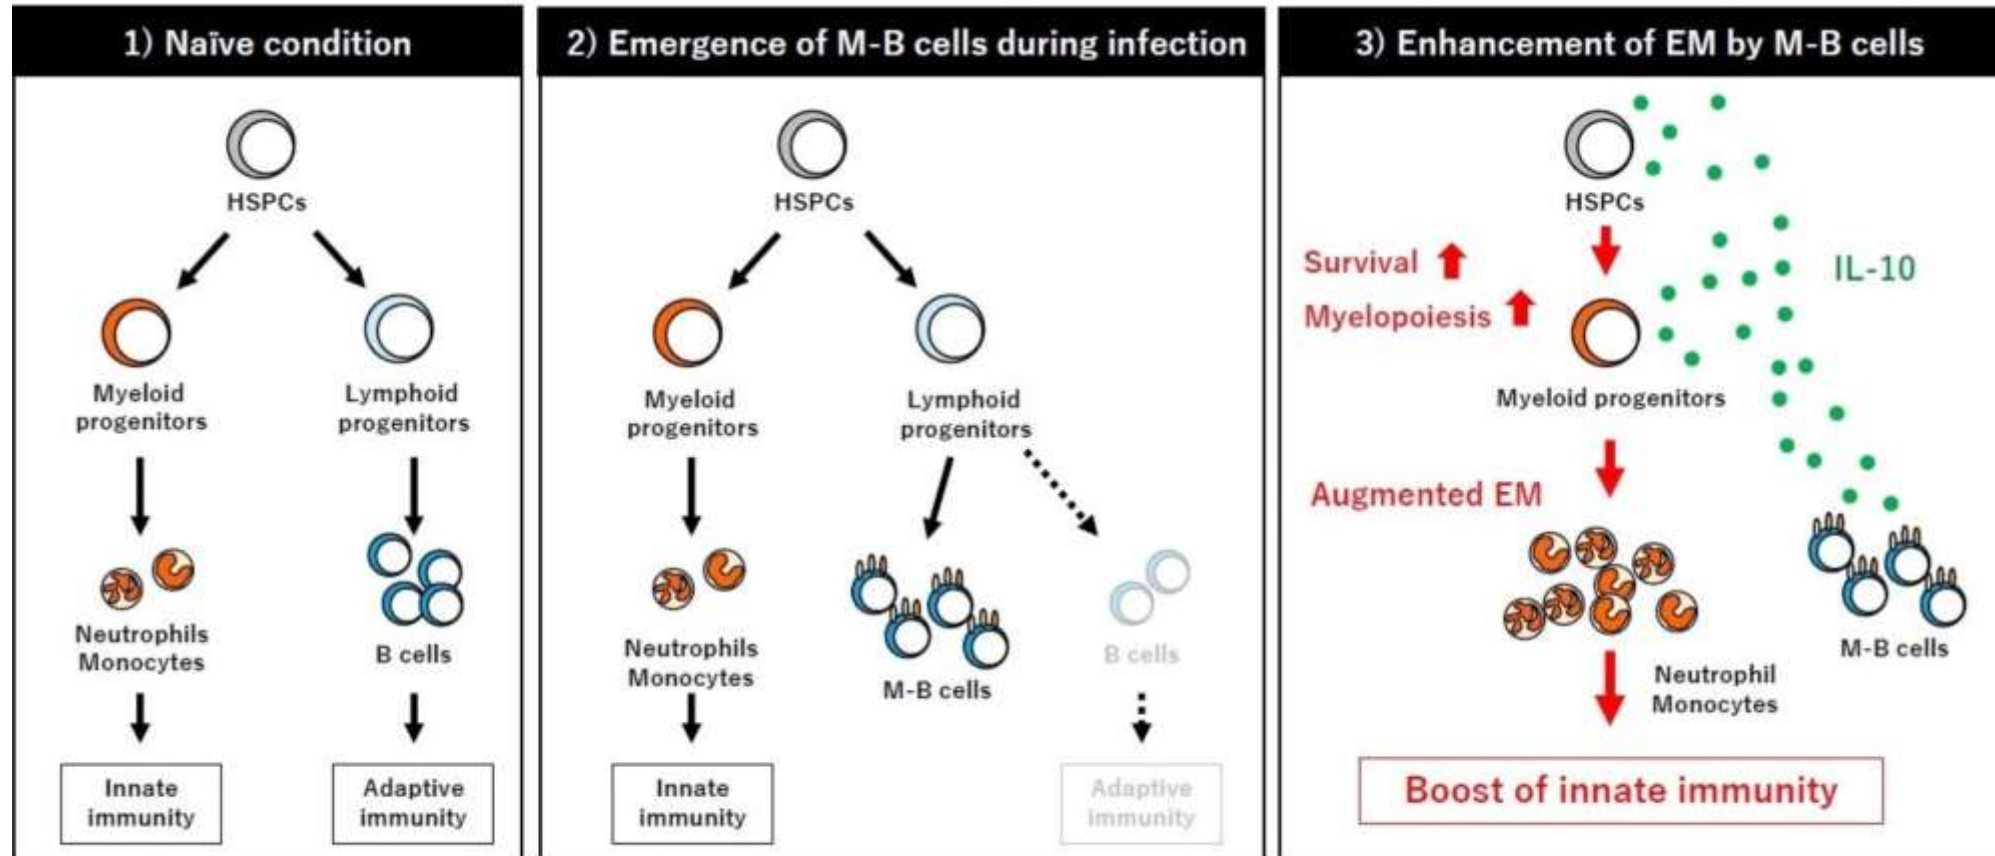 1) Naïve condition
HSPCs
Myeloid
progenitors
Lymphoid
progenitors
Neutrophils
Monocytes
B cells
Innate
immunity
Adaptive
immunity
2) Emergence of M-B cells during infection
HSPCs
Myeloid
progenitors
Lymphoid
progenitors
Neutrophils
Monocytes
M-B cells
B cells
Innate
immunity
Adaptive
immunity
3) Enhancement of EM by M-B cells
HSPCs
Survival
Myelopoiesis
IL-10
Myeloid progenitors
Augmented EM
M-B cells
Neutrophil
Monocytes
Boost of innate immunity